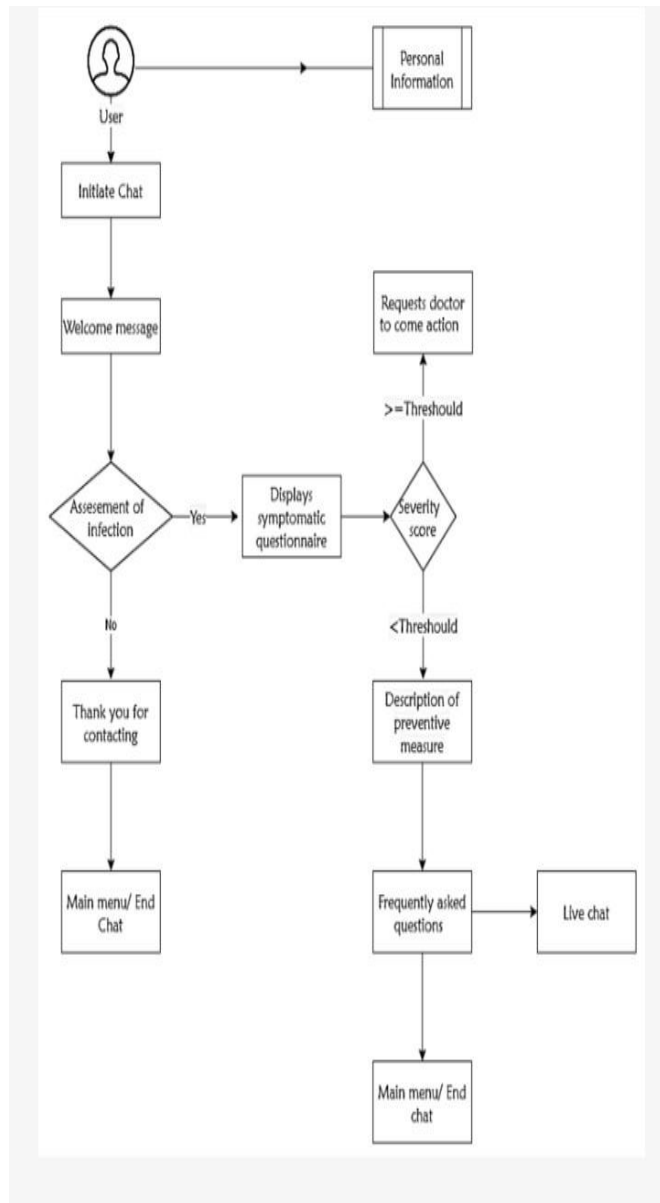 Personal
Information
User
Initiate Chat
Welcome message
Requests doctor
to come action
>=Threshould
Assesement of
infection
Yes
Displays
symptomatic
questionnaire
Severity
score
No
<Threshould
Thank you for
contacting
Description of
preventive
measure
Main menu/ End
Chat
Frequently asked
questions
Live chat
Main menu/ End
chat